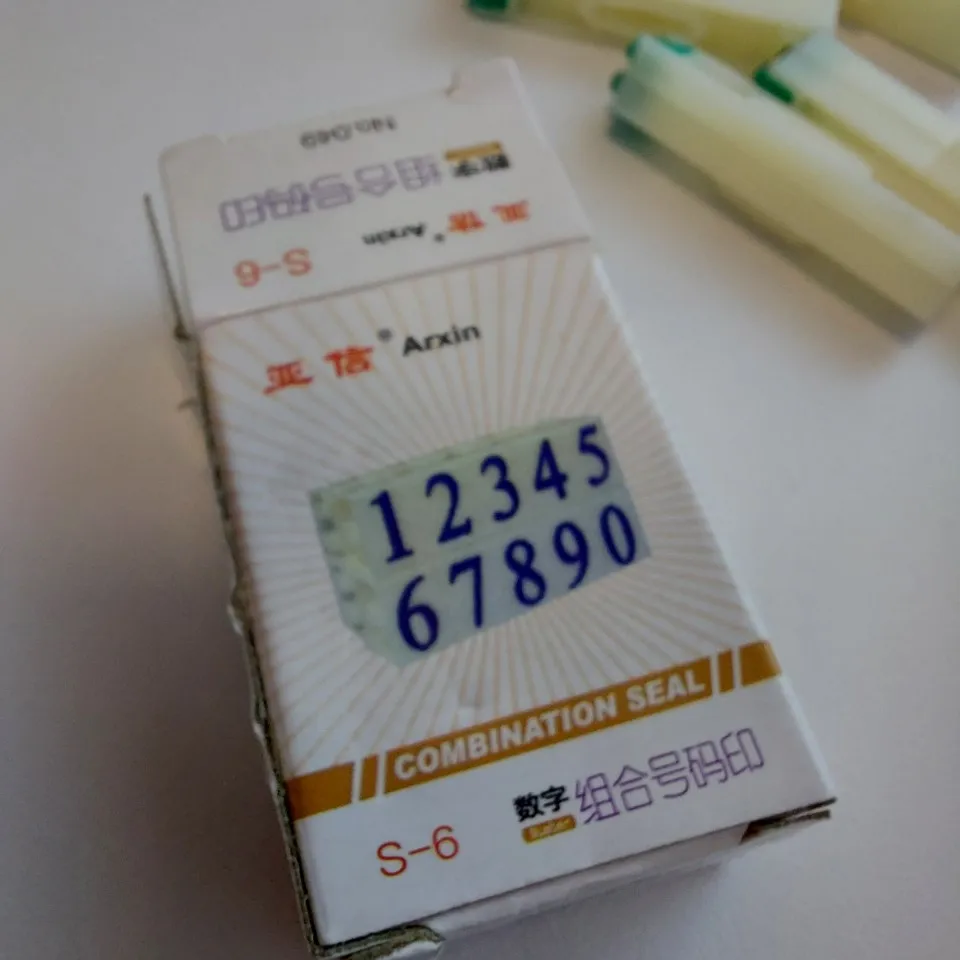 No.049
数字 组合号码印
亚信® Arxin
S-6
亚信® Arxin
12345
67890
COMBINATION SEAL
数字 组合号码印
S-6